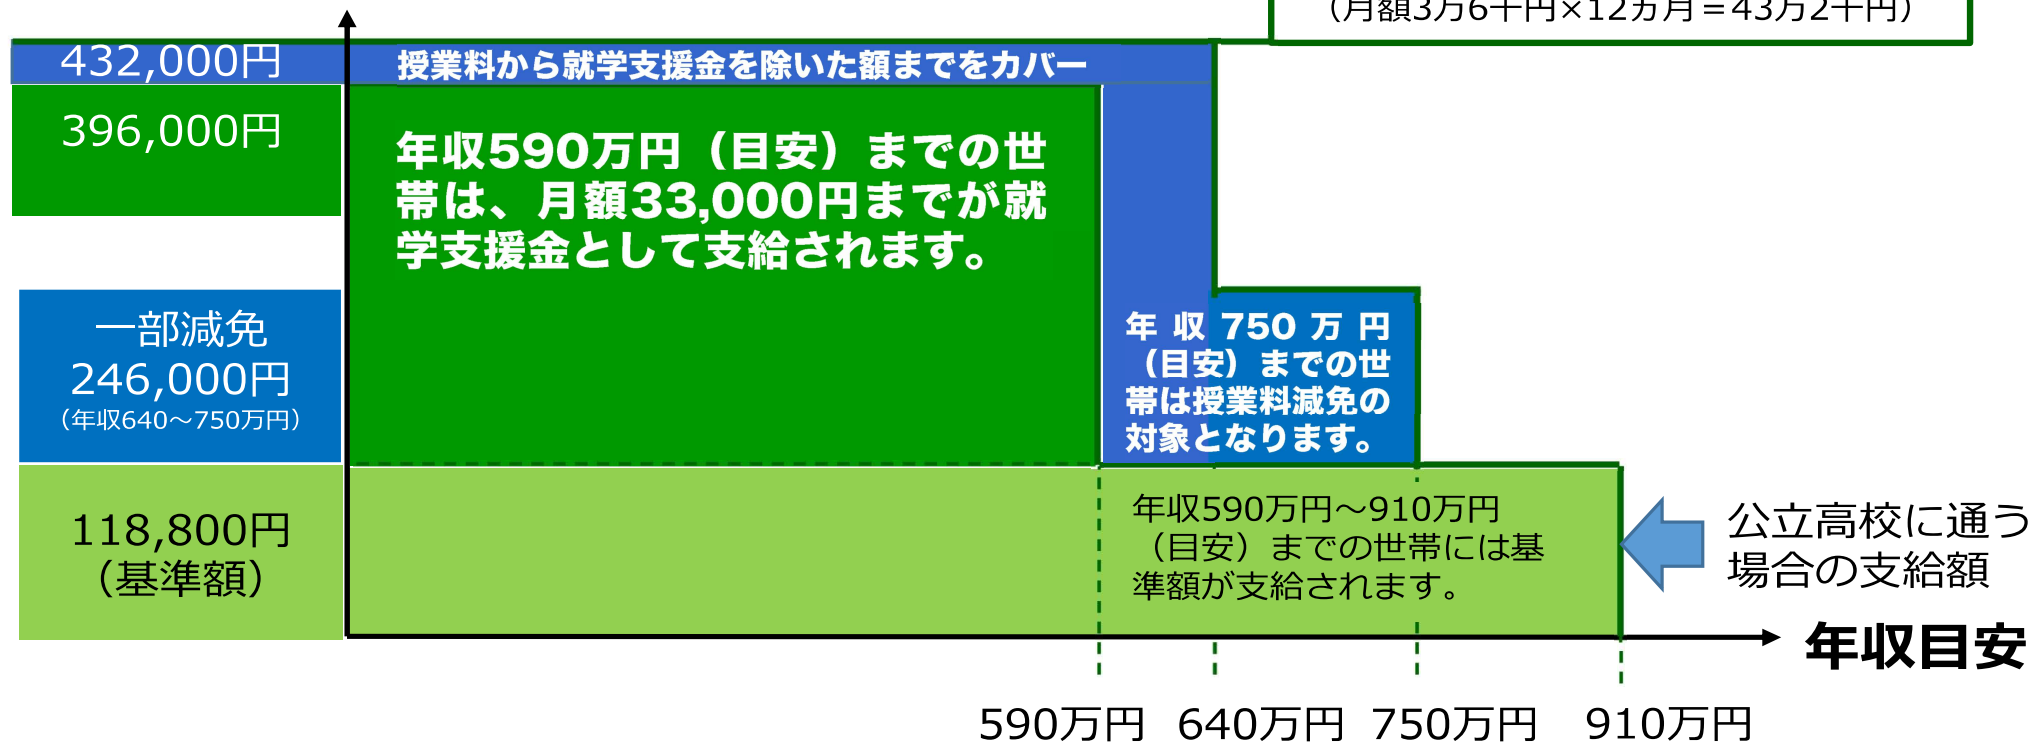 （月額3万6千円×12カ月＝43万2千円）
432,000円
授業料から就学支援金を除いた額までをカバー
396,000円
年収590万円（目安）までの世
帯は、月額33,000円までが就
学支援金として支給されます。
一部減免
246,000円
（年収640～750万円）
年収750万円
（目安）までの世
帯は授業料減免の
対象となります。
118,800円
（基準額）
年収590万円～910万円
（目安）までの世帯には基
準額が支給されます。
公立高校に通う
場合の支給額
年収目安
590万円
640万円
750万円
910万円